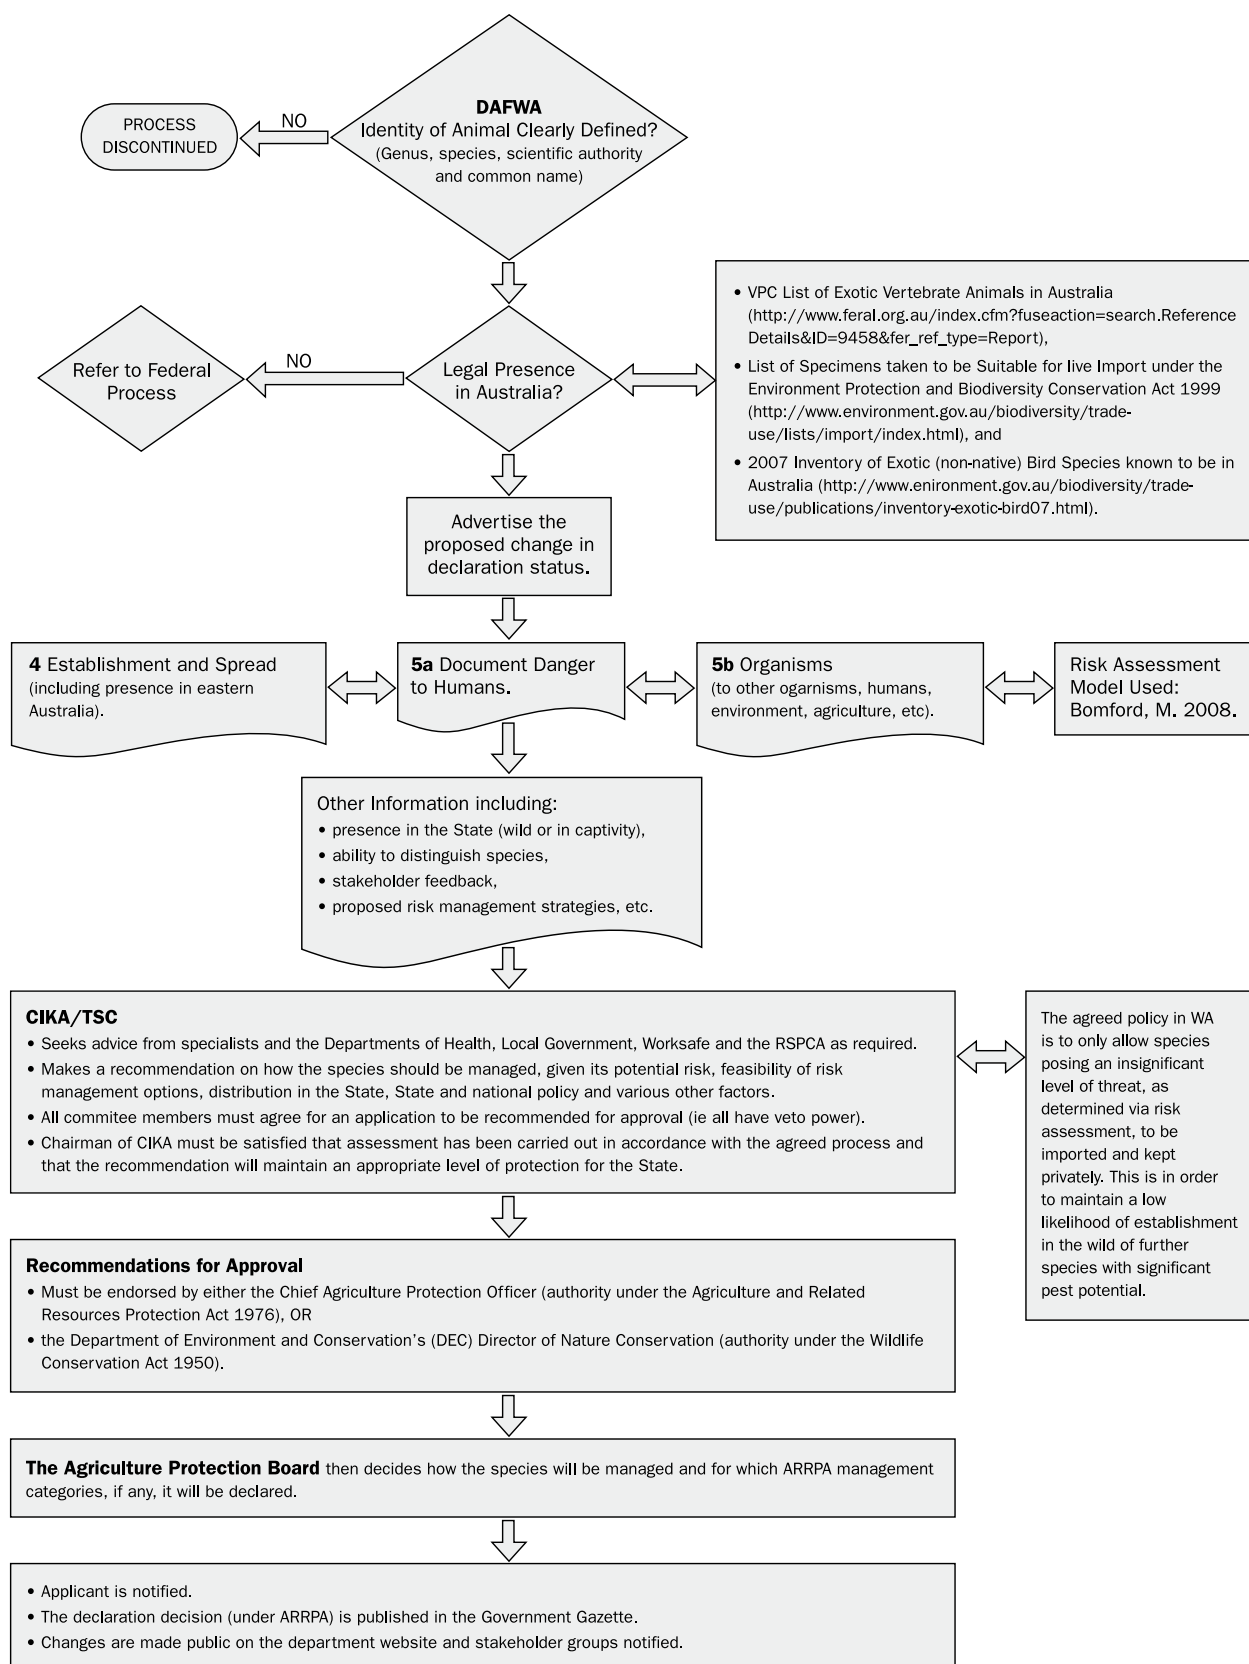 DAFWA
Identity of Animal Clearly Defined?
(Genus, species, scientific authority
and common name)
NO
PROCESS
DISCONTINUED
Legal Presence
in Australia?
NO
Refer to Federal
Process
• VPC List of Exotic Vertebrate Animals in Australia
(http://www.feral.org.au/index.cfm?fuseaction=search.Reference
Details&ID=9458&fer_ref_type=Report),
• List of Specimens taken to be Suitable for live Import under the
Environment Protection and Biodiversity Conservation Act 1999
(http://www.environment.gov.au/biodiversity/trade-
use/lists/import/index.html), and
• 2007 Inventory of Exotic (non-native) Bird Species known to be in
Australia (http://www.enironment.gov.au/biodiversity/trade-
use/publications/inventory-exotic-bird07.html).
Advertise the
proposed change in
declaration status.
4 Establishment and Spread
(including presence in eastern
Australia).
5a Document Danger
to Humans.
5b Organisms
(to other ogarnisms, humans,
environment, agriculture, etc).
Risk Assessment
Model Used:
Bomford, M. 2008.
Other Information including:
• presence in the State (wild or in captivity),
• ability to distinguish species,
• stakeholder feedback,
• proposed risk management strategies, etc.
CIKA/TSC
• Seeks advice from specialists and the Departments of Health, Local Government, Worksafe and the RSPCA as required.
• Makes a recommendation on how the species should be managed, given its potential risk, feasibility of risk
management options, distribution in the State, State and national policy and various other factors.
• All commitee members must agree for an application to be recommended for approval (ie all have veto power).
• Chairman of CIKA must be satisfied that assessment has been carried out in accordance with the agreed process and
that the recommendation will maintain an appropriate level of protection for the State.
The agreed policy in WA
is to only allow species
posing an insignificant
level of threat, as
determined via risk
assessment, to be
imported and kept
privately. This is in order
to maintain a low
likelihood of establishment
in the wild of further
species with significant
pest potential.
Recommendations for Approval
• Must be endorsed by either the Chief Agriculture Protection Officer (authority under the Agriculture and Related
Resources Protection Act 1976), OR
• the Department of Environment and Conservation's (DEC) Director of Nature Conservation (authority under the Wildlife
Conservation Act 1950).
The Agriculture Protection Board then decides how the species will be managed and for which ARRPA management
categories, if any, it will be declared.
• Applicant is notified.
• The declaration decision (under ARRPA) is published in the Government Gazette.
• Changes are made public on the department website and stakeholder groups notified.